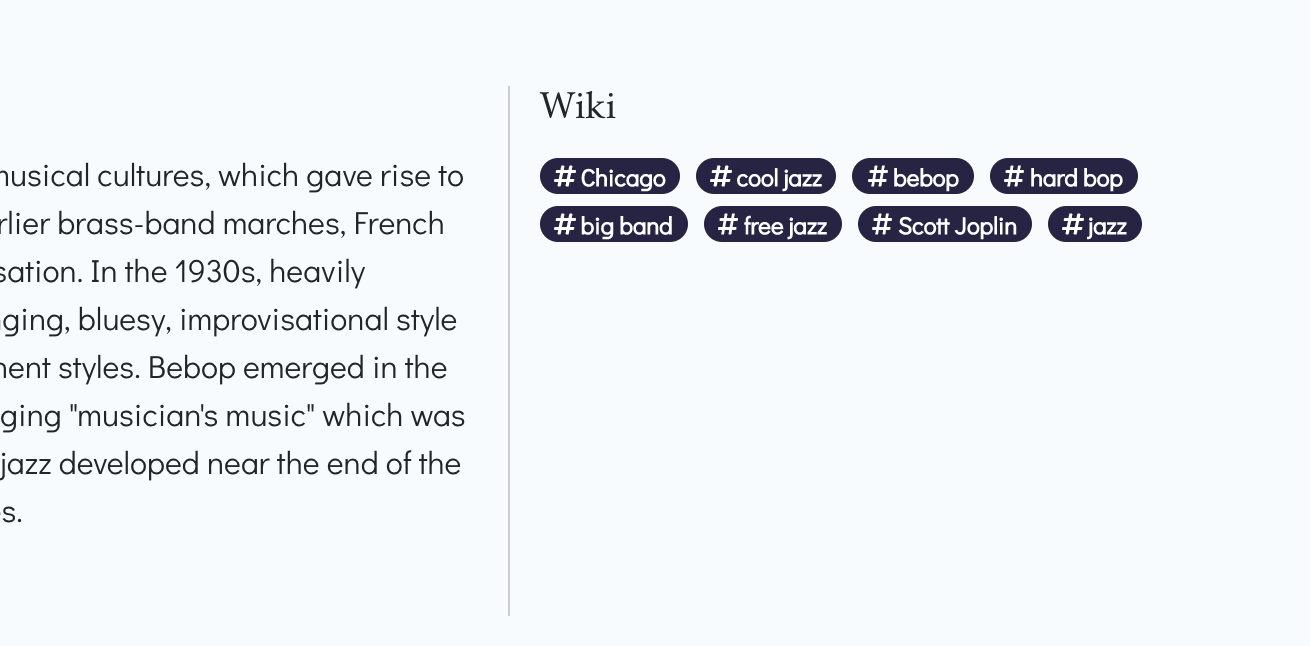 musical cultures, which gave rise to
rlier brass-band marches, French
sation. In the 1930s, heavily
ging, bluesy, improvisational style
nent styles. Bebop emerged in the
ging "musician's music" which was
jazz developed near the end of the
s.
Wiki
# Chicago # cool jazz # bebop # hard bop
# big band # free jazz # Scott Joplin # jazz